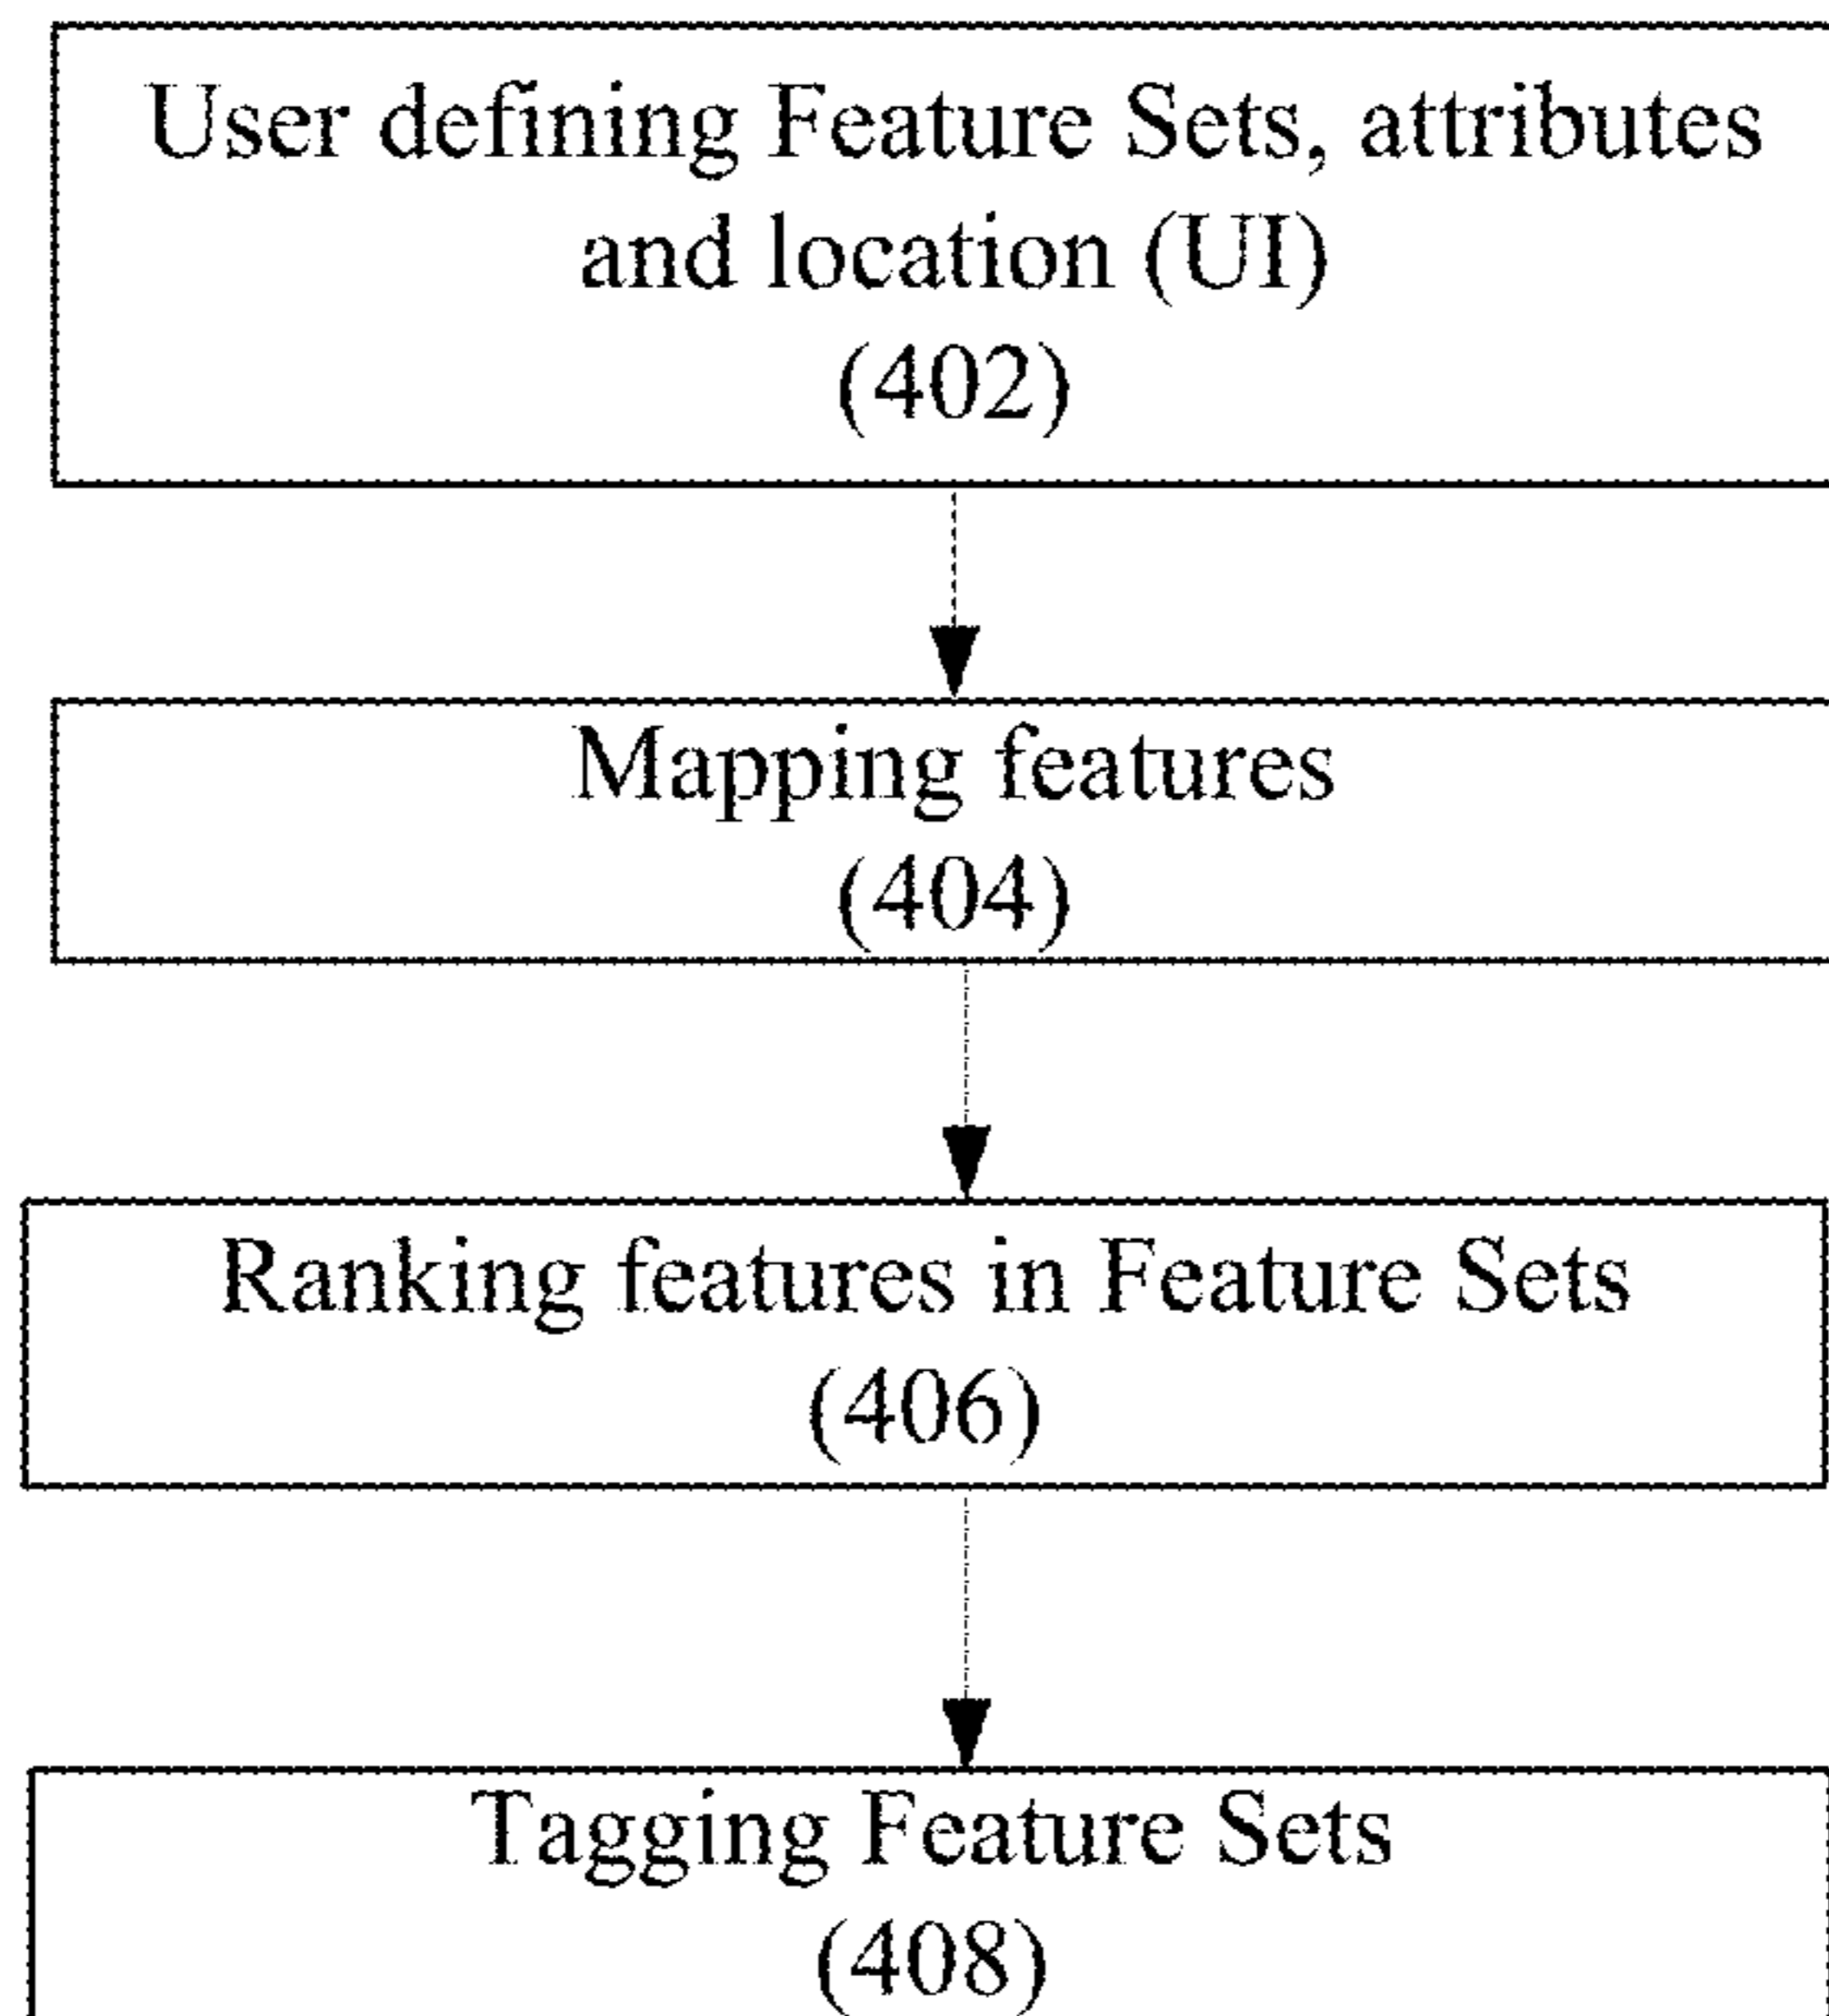 User defining Feature Sets, attributes
and location (UI)
(402)
Mapping features
(404)
Ranking features in Feature Sets
(406)
Tagging Feature Sets
(408)